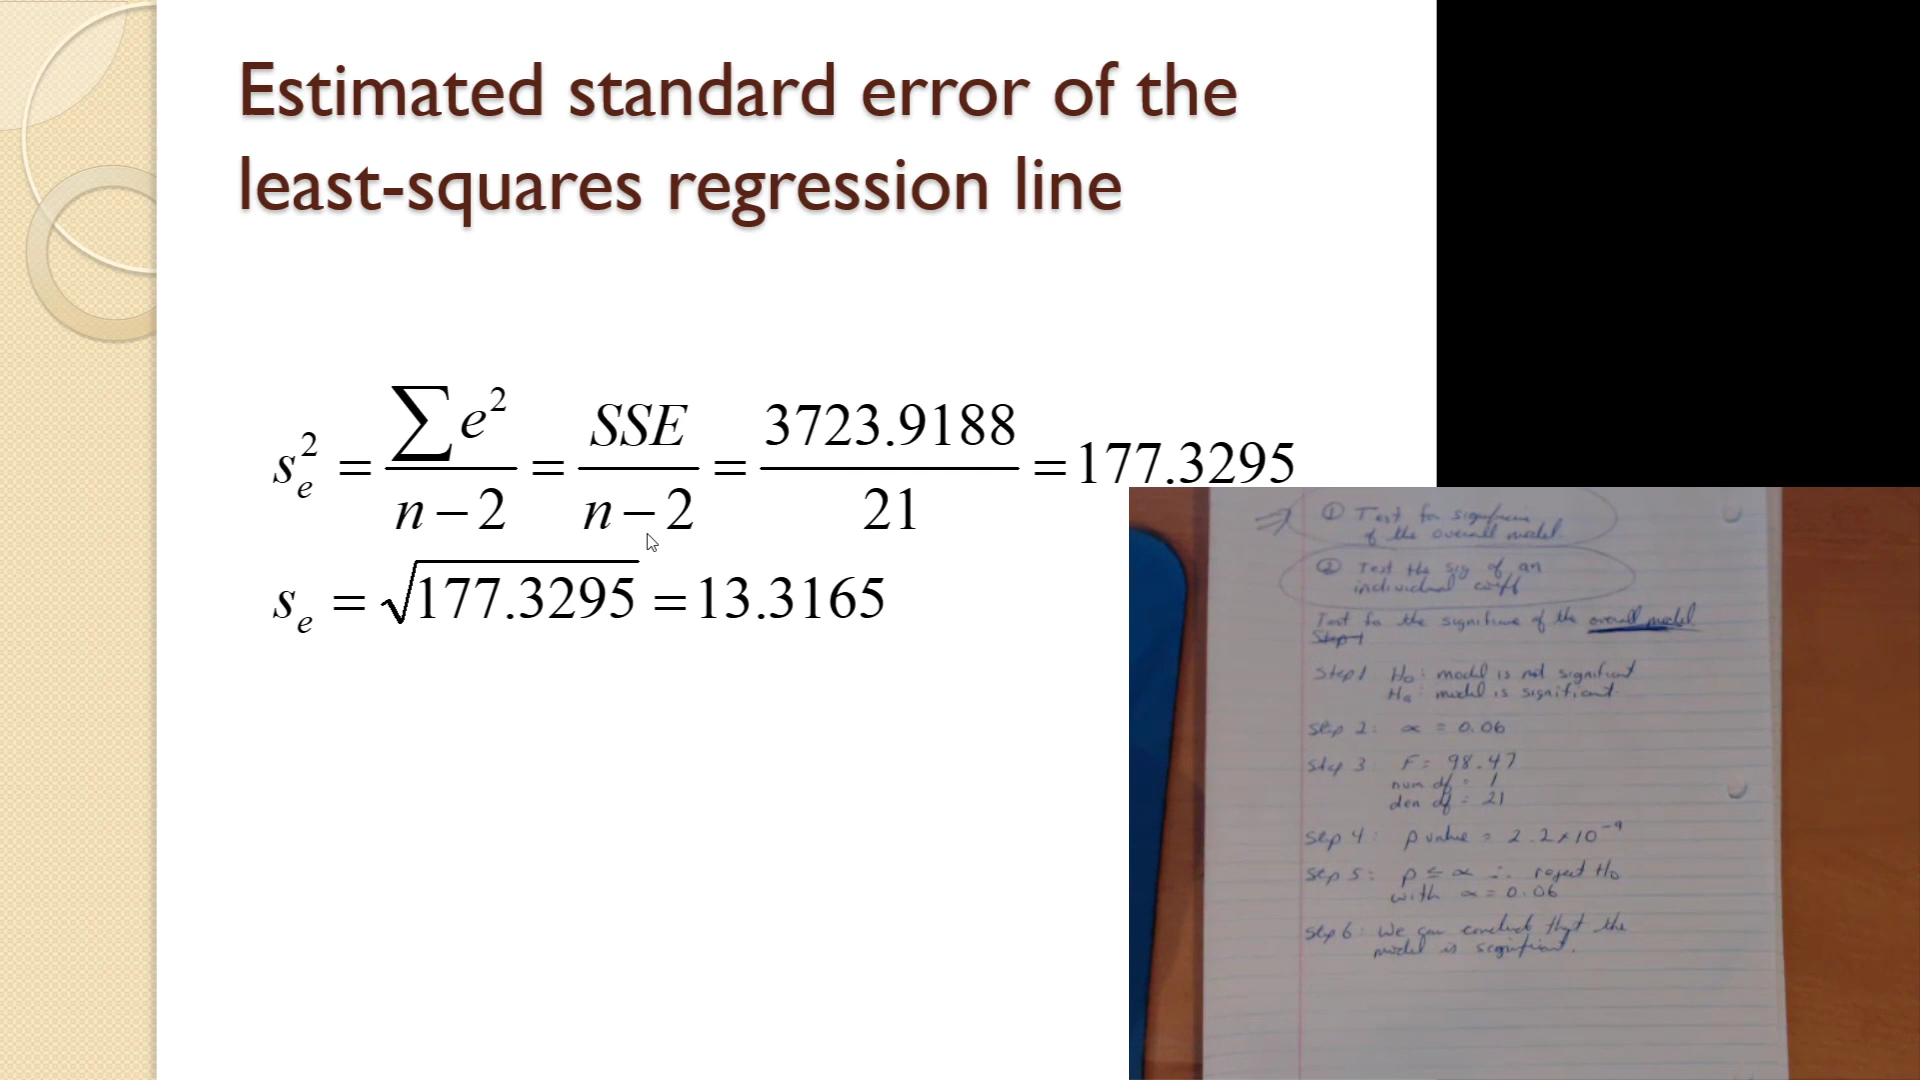 Estimated standard error of the
least-squares regression line
s_e^2 = ∑e^2 / (n − 2) = SSE / (n − 2) = 3723.9188 / 21 = 177.3295
s_e = √177.3295 = 13.3165
⇒ ① Test for significance
of the overall model.
② Test the sig of an
individual coeff
Test for the significance of the overall model
Step 1
Step 1 Ho: model is not significant
Ha: model is significant
Step 2: α = 0.06
Step 3 F = 98.47
num df = 1
den df = 21
Step 4: p value = 2.2 × 10^-9
Step 5: p ≤ α ∴ reject Ho
with α = 0.06
Step 6: We can conclude that the
model is significant.